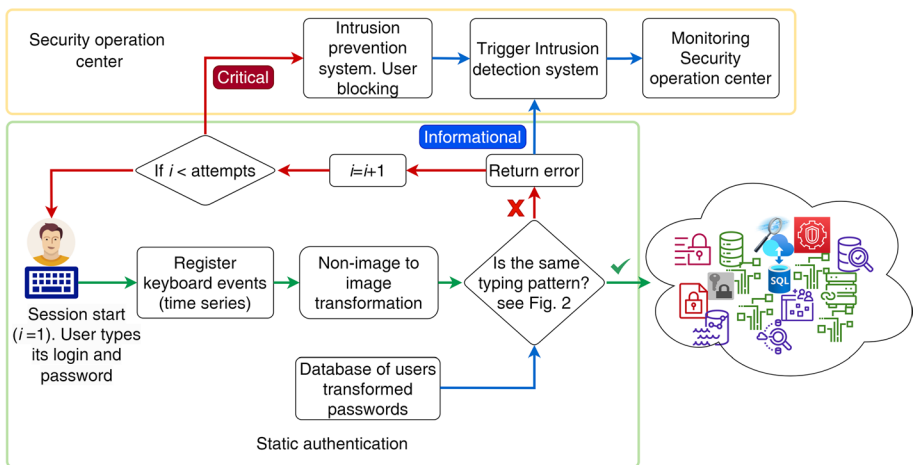 Security operation
center
Critical
Intrusion
prevention
system. User
blocking
Trigger Intrusion
detection system
Monitoring
Security
operation center
Informational
If i < attempts
i=i+1
Return error
X
Register
keyboard events
(time series)
Non-image to
image
transformation
Is the same
typing pattern?
see Fig. 2
SQL
Session start
(i =1). User types
its login and
password
Database of users
transformed
passwords
Static authentication